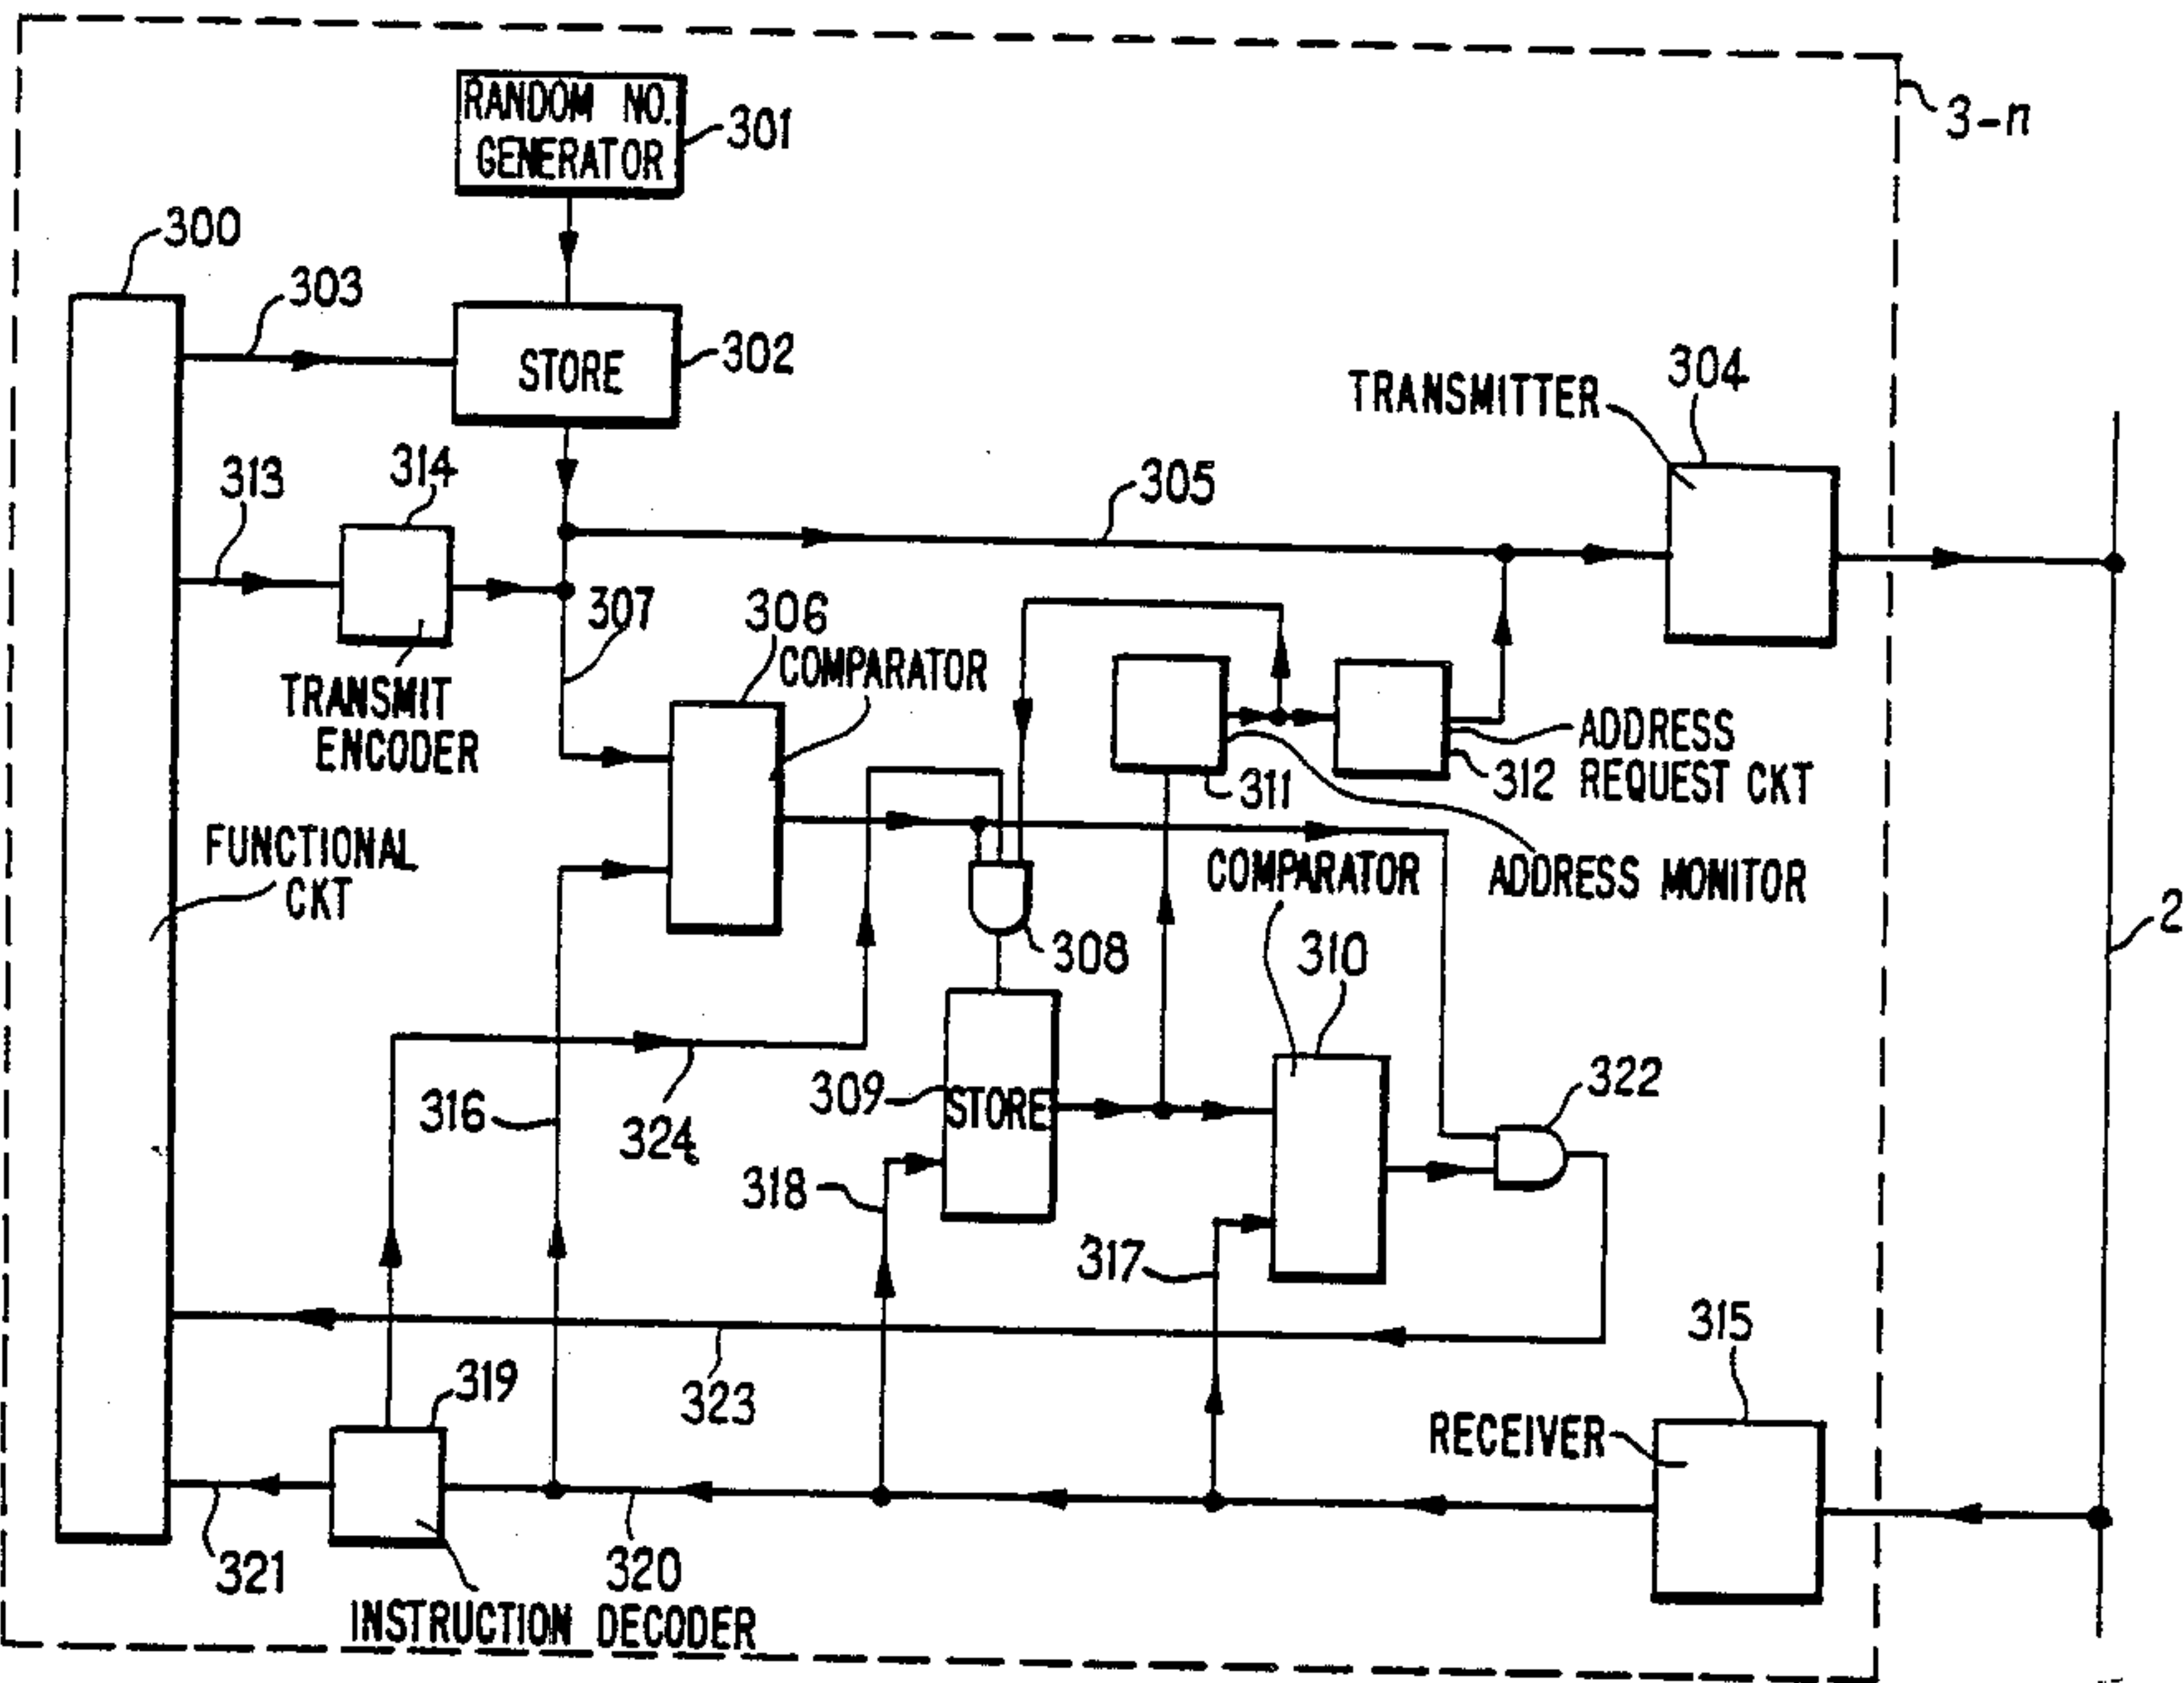 3-n
RANDOM NO.
GENERATOR
301
300
303
STORE
302
TRANSMITTER
304
313
314
305
307
306
COMPARATOR
TRANSMIT
ENCODER
ADDRESS
312 REQUEST CKT
311
FUNCTIONAL
CKT
COMPARATOR
ADDRESS MONITOR
2
308
310
309
STORE
322
316
324
318
317
315
319
323
RECEIVER
321
320
INSTRUCTION DECODER